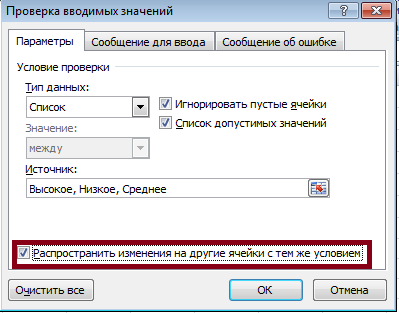 Проверка вводимых значений
Параметры Сообщение для ввода Сообщение об ошибке
Условие проверки
Тип данных:
Список Игнорировать пустые ячейки
Значение: Список допустимых значений
между
Источник:
Высокое, Низкое, Среднее
Распространить изменения на другие ячейки с тем же условием
Очистить все ОК Отмена